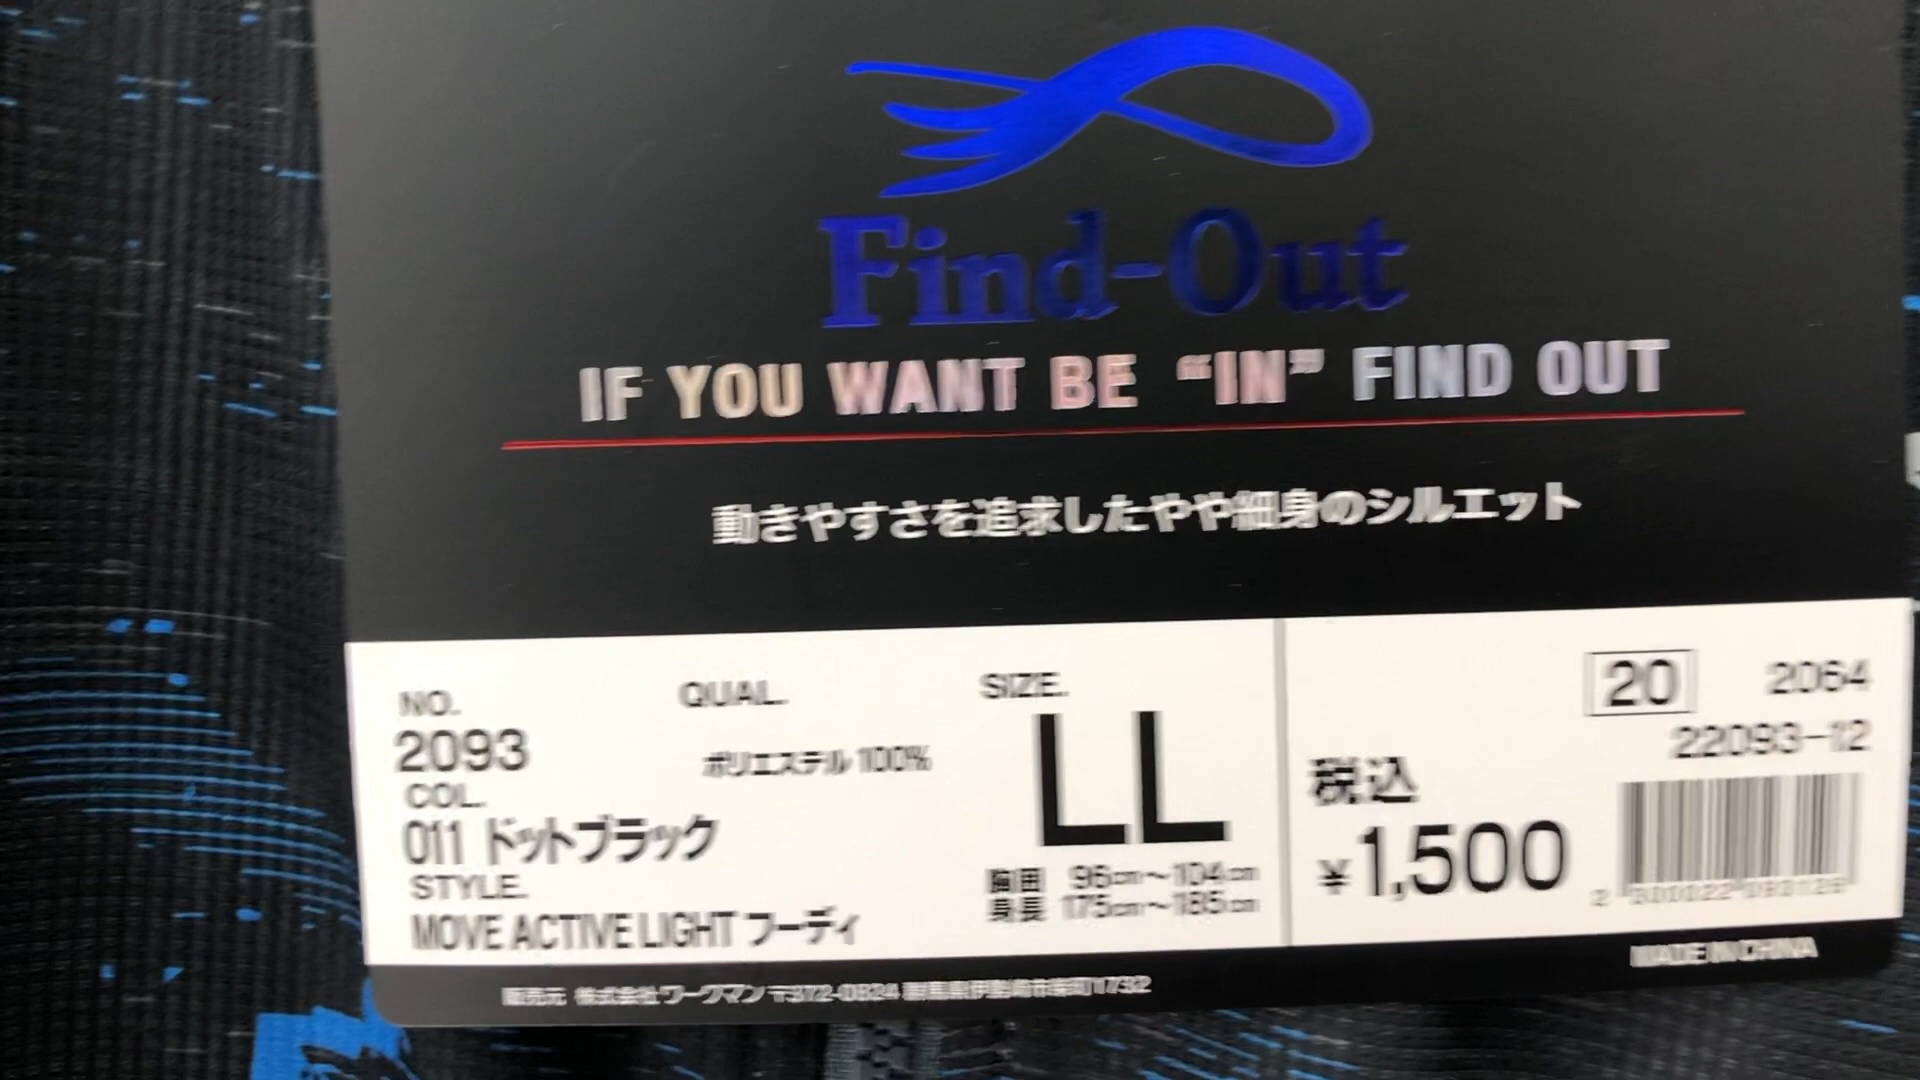 Find-Out
IF YOU WANT BE “IN” FIND OUT
動きやすさを追求したやや細身のシルエット
NO.
2093
COL.
011 ドットブラック
STYLE.
MOVE ACTIVE LIGHT フーディ
QUAL.
ポリエステル 100%
SIZE.
LL
胸囲 96cm〜104cm
身長 175cm〜185cm
20 2064
22093-12
税込
¥1,500
MADE IN CHINA
販売元 株式会社ワークマン 〒372-0824 群馬県伊勢崎市柴町1732